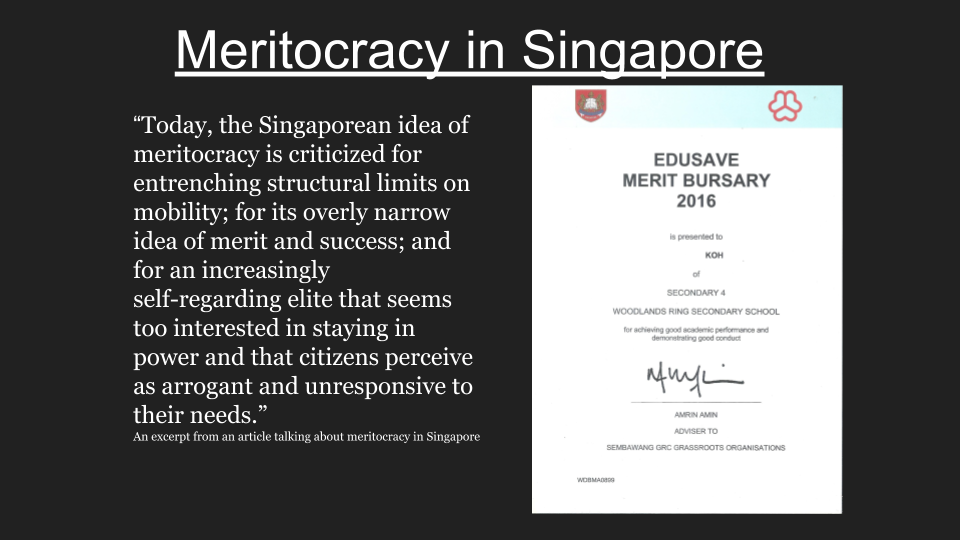 Meritocracy in Singapore
“Today, the Singaporean idea of
meritocracy is criticized for
entrenching structural limits on
mobility; for its overly narrow
idea of merit and success; and
for an increasingly
self-regarding elite that seems
too interested in staying in
power and that citizens perceive
as arrogant and unresponsive to
their needs.”
An excerpt from an article talking about meritocracy in Singapore
EDUSAVE
MERIT BURSARY
2016
is presented to
KOH
of
SECONDARY 4
WOODLANDS RING SECONDARY SCHOOL
for achieving good academic performance and
demonstrating good conduct
AMRIN AMIN
ADVISER TO
SEMBAWANG GRC GRASSROOTS ORGANISATIONS
WDBMA0899